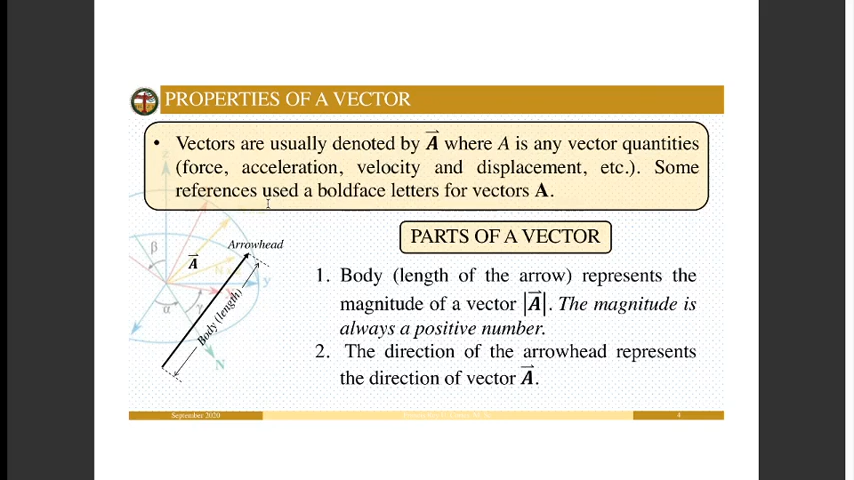 PROPERTIES OF A VECTOR
• Vectors are usually denoted by A⃗ where A is any vector quantities
(force, acceleration, velocity and displacement, etc.). Some
references used a boldface letters for vectors A.
PARTS OF A VECTOR
Arrowhead
A⃗
Body (length)
β
α
γ
y
N
1. Body (length of the arrow) represents the
magnitude of a vector |A⃗|. The magnitude is
always a positive number.
2. The direction of the arrowhead represents
the direction of vector A⃗.
September 2020
4